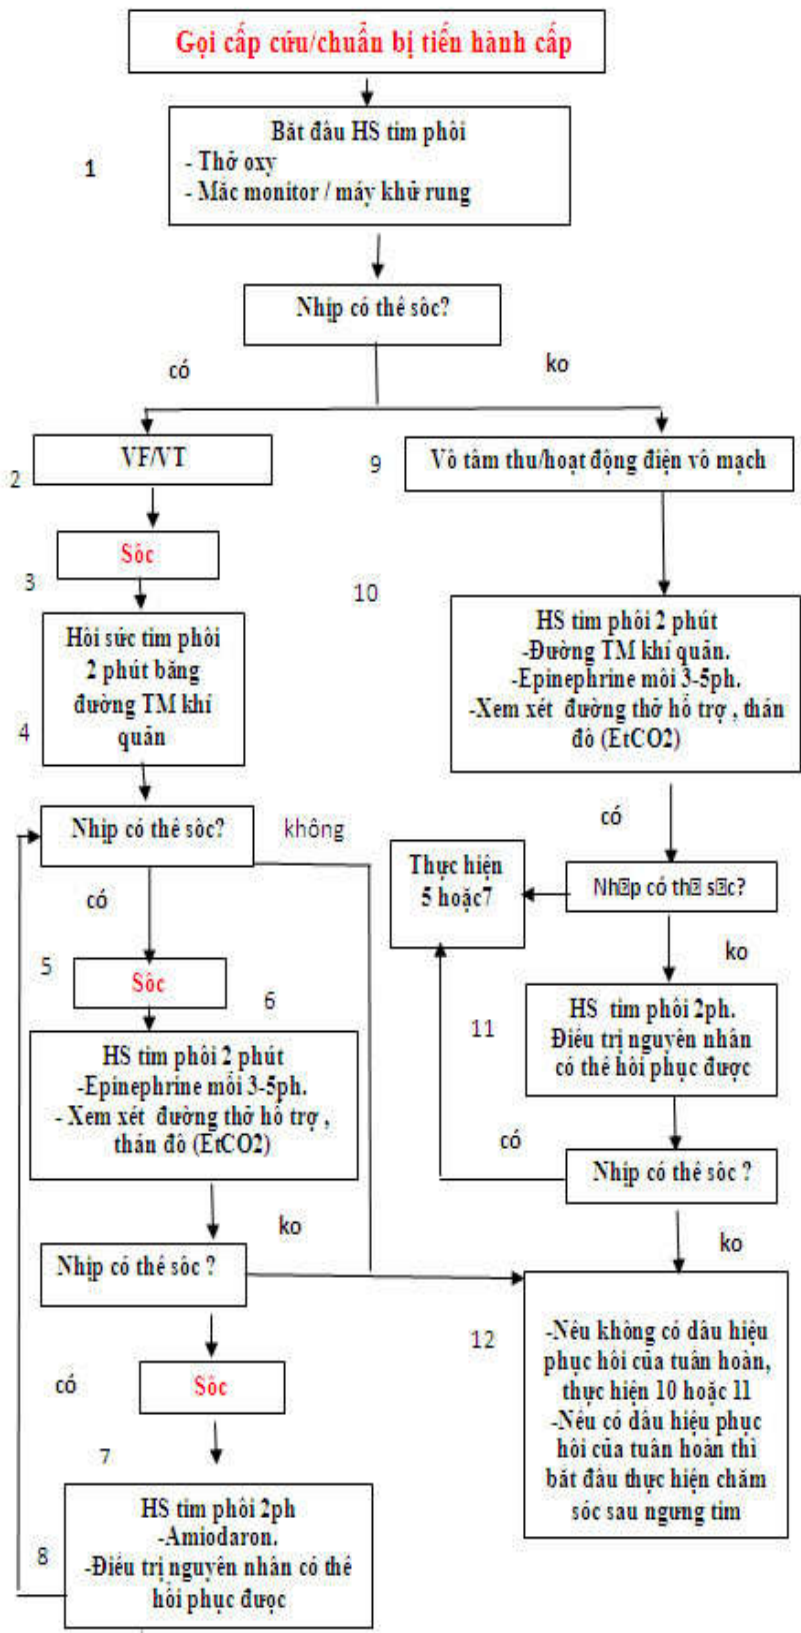 Gọi cấp cứu/chuẩn bị tiến hành cấp
1
Bắt đầu HS tim phổi
- Thở oxy
- Mắc monitor / máy khử rung
Nhịp có thể sốc?
có
ko
2
VF/VT
9
Vô tâm thu/hoạt động điện vô mạch
3
Sốc
10
4
Hồi sức tim phổi
2 phút bằng
đường TM khí
quản
HS tim phổi 2 phút
-Đường TM khí quản.
-Epinephrine mỗi 3-5ph.
-Xem xét đường thở hỗ trợ , thán
đồ (EtCO2)
Nhịp có thể sốc?
không
có
có
Thực hiện
5 hoặc7
Nhịp có thể sốc?
ko
5
Sốc
6
HS tim phổi 2 phút
-Epinephrine mỗi 3-5ph.
- Xem xét đường thở hỗ trợ ,
thán đồ (EtCO2)
11
HS tim phổi 2ph.
Điều trị nguyên nhân
có thể hồi phục được
có
Nhịp có thể sốc ?
ko
ko
Nhịp có thể sốc ?
có
Sốc
7
12
-Nếu không có dấu hiệu
phục hồi của tuần hoàn,
thực hiện 10 hoặc 11
-Nếu có dấu hiệu phục
hồi của tuần hoàn thì
bắt đầu thực hiện chăm
sóc sau ngưng tim
8
HS tim phổi 2ph
-Amiodaron.
-Điều trị nguyên nhân có thể
hồi phục được